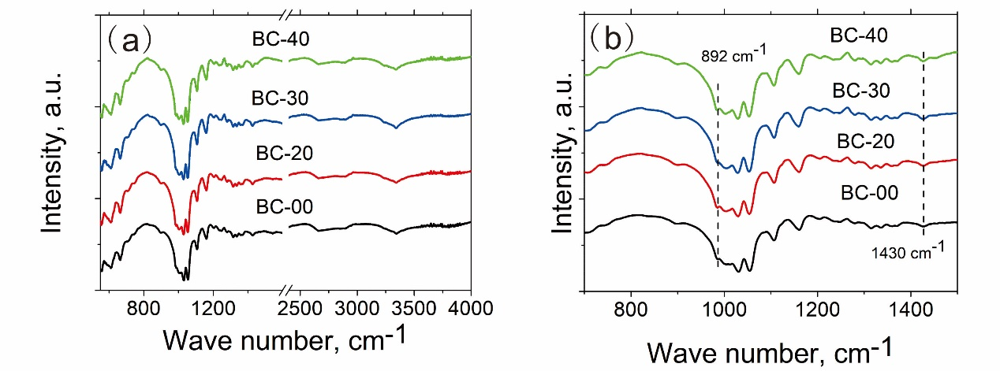 (a)
BC-40
BC-30
BC-20
BC-00
Intensity, a.u.
800 1200 2500 3000 3500 4000
Wave number, cm-1
(b)
BC-40
892 cm-1
BC-30
BC-20
BC-00
1430 cm-1
Intensity, a.u.
800 1000 1200 1400
Wave number, cm-1